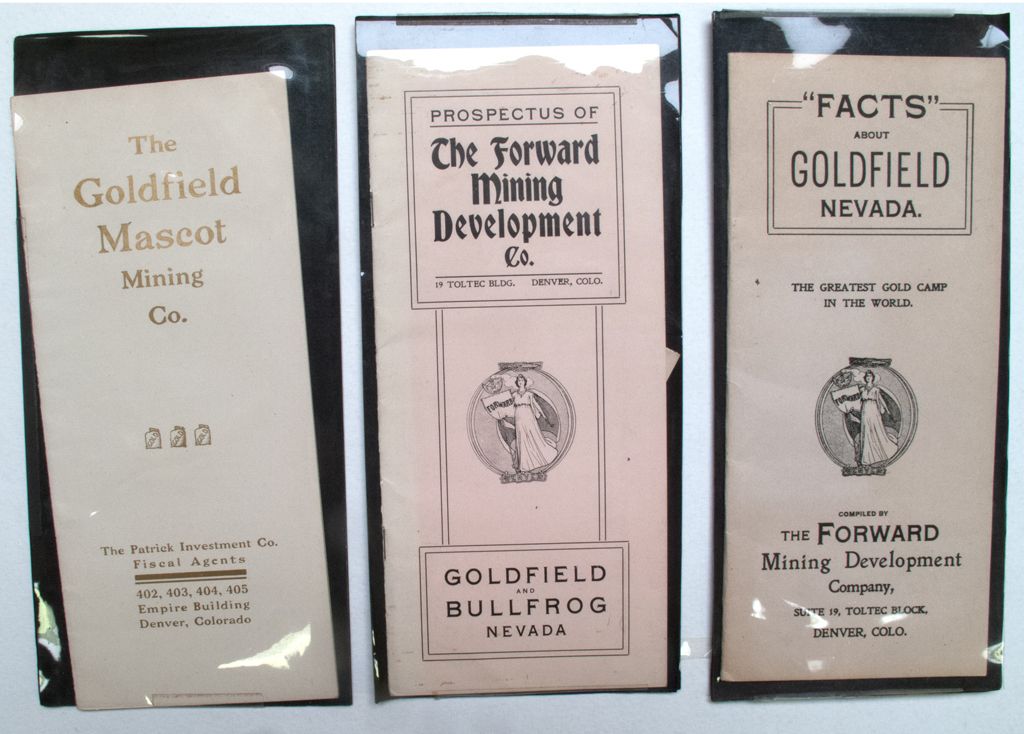 The
Goldfield
Mascot
Mining
Co.
The Patrick Investment Co.
Fiscal Agents
402, 403, 404, 405
Empire Building
Denver, Colorado
PROSPECTUS OF
The Forward
Mining
Development
Co.
19 TOLTEC BLDG. DENVER, COLO.
FORWARD
DENVER
GOLDFIELD
AND
BULLFROG
NEVADA
"FACTS"
ABOUT
GOLDFIELD
NEVADA.
THE GREATEST GOLD CAMP
IN THE WORLD.
FORWARD
DENVER
COMPILED BY
THE FORWARD
Mining Development
Company,
SUITE 19, TOLTEC BLOCK,
DENVER, COLO.